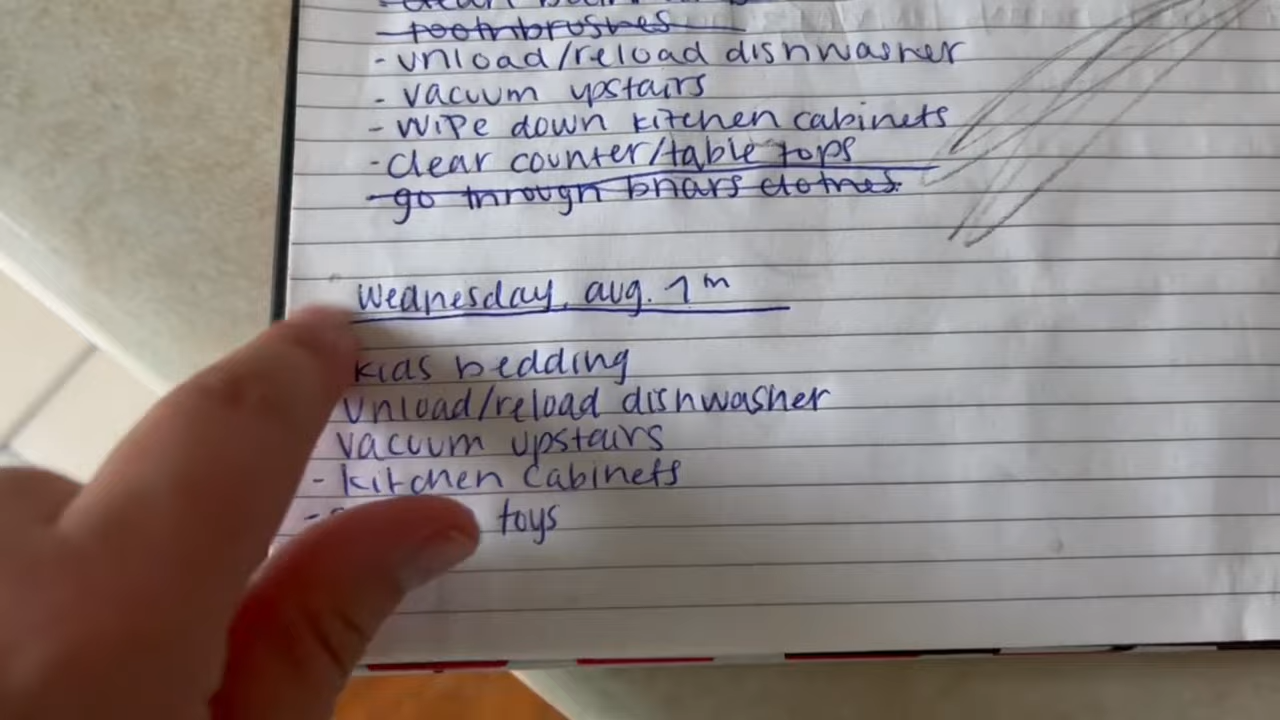 toothbrushes
- unload/reload dishwasher
- vacuum upstairs
- wipe down kitchen cabinets
- clear counter/table tops
- go through briars clothes
Wednesday, aug. 7th
kids bedding
unload/reload dishwasher
vacuum upstairs
- kitchen cabinets
- toys